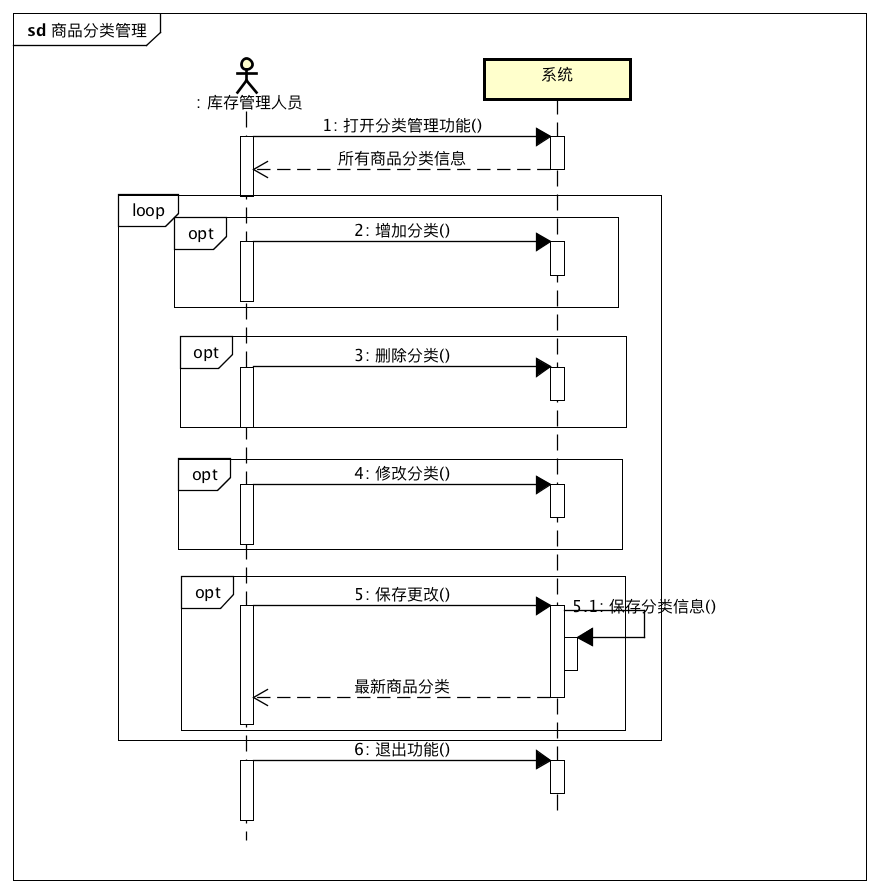 sd 商品分类管理
: 库存管理人员
系统
1: 打开分类管理功能()
所有商品分类信息
loop
opt
2: 增加分类()
opt
3: 删除分类()
opt
4: 修改分类()
opt
5: 保存更改()
5.1: 保存分类信息()
最新商品分类
6: 退出功能()